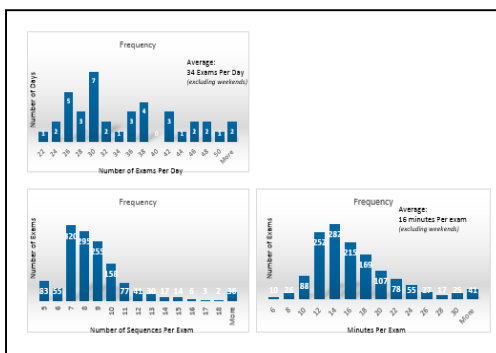 Frequency
Average:
34 Exams Per Day
(excluding weekends)
Number of Days
1 2 5 3 7 2 1 3 4 0 3 1 2 2 1 2
22 24 26 28 30 32 34 36 38 40 42 44 46 48 50 More
Number of Exams Per Day
Frequency
Number of Exams
83 55 320 295 255 158 77 41 30 17 14 6 3 2 36
5 6 7 8 9 10 11 12 13 14 15 16 17 18 More
Number of Sequences Per Exam
Frequency
Average:
16 minutes Per exam
(excluding weekends)
Number of Exams
10 26 88 252 282 215 169 107 78 55 27 17 25 41
6 8 10 12 14 16 18 20 22 24 26 28 30 More
Minutes Per Exam